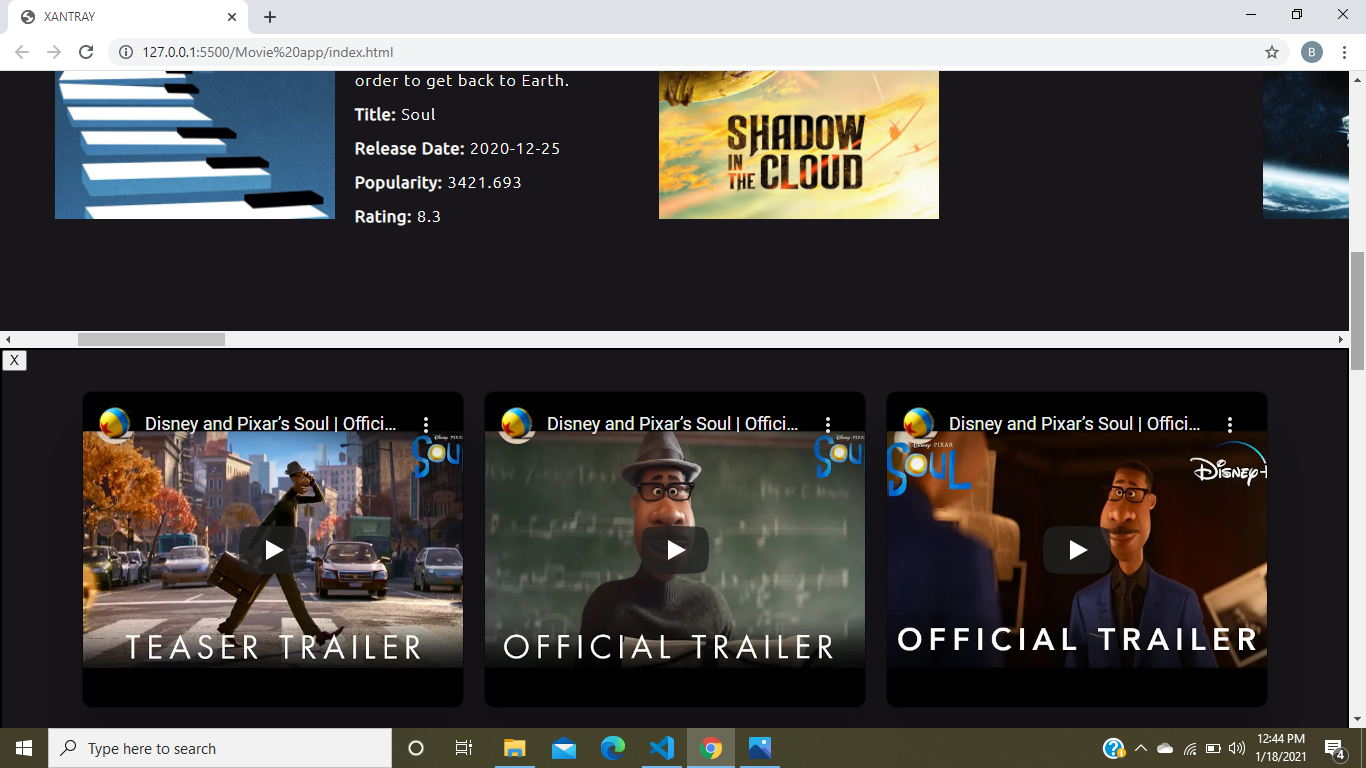 XANTRAY
127.0.0.1:5500/Movie%20app/index.html
B
order to get back to Earth.
Title: Soul
Release Date: 2020-12-25
Popularity: 3421.693
Rating: 8.3
SHADOW
IN THE CLOUD
X
Disney and Pixar’s Soul | Offici...
Disney and Pixar’s Soul | Offici...
Disney and Pixar’s Soul | Offici...
Disney · PIXAR
SOUL
SOUL
Disney · PIXAR
SOUL
Disney+
TEASER TRAILER
OFFICIAL TRAILER
OFFICIAL TRAILER
Type here to search
12:44 PM
1/18/2021
4